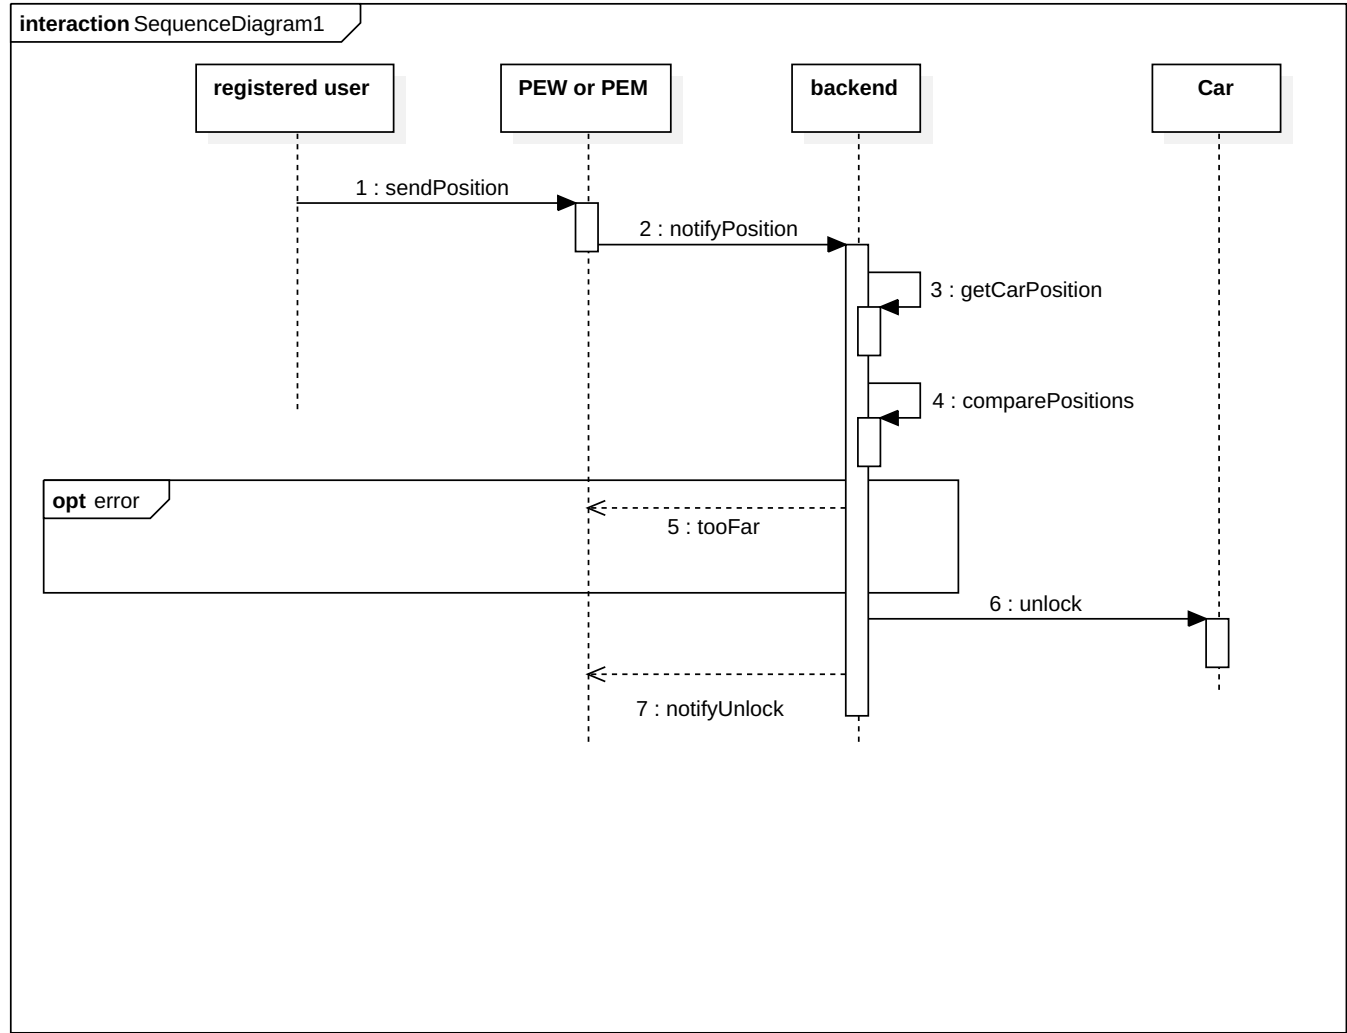 interaction SequenceDiagram1
registered user
PEW or PEM
backend
Car
1 : sendPosition
2 : notifyPosition
3 : getCarPosition
4 : comparePositions
opt error
5 : tooFar
6 : unlock
7 : notifyUnlock